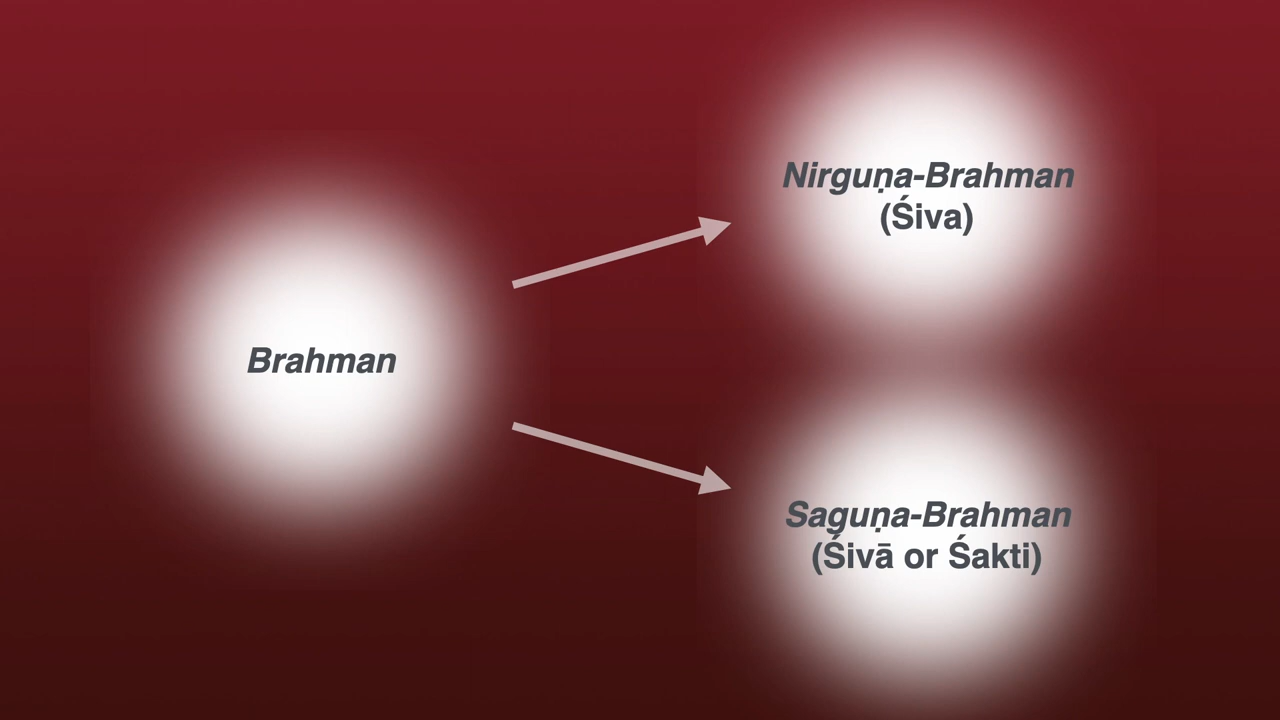 Brahman
Nirguṇa-Brahman
(Śiva)
Saguṇa-Brahman
(Śivā or Śakti)